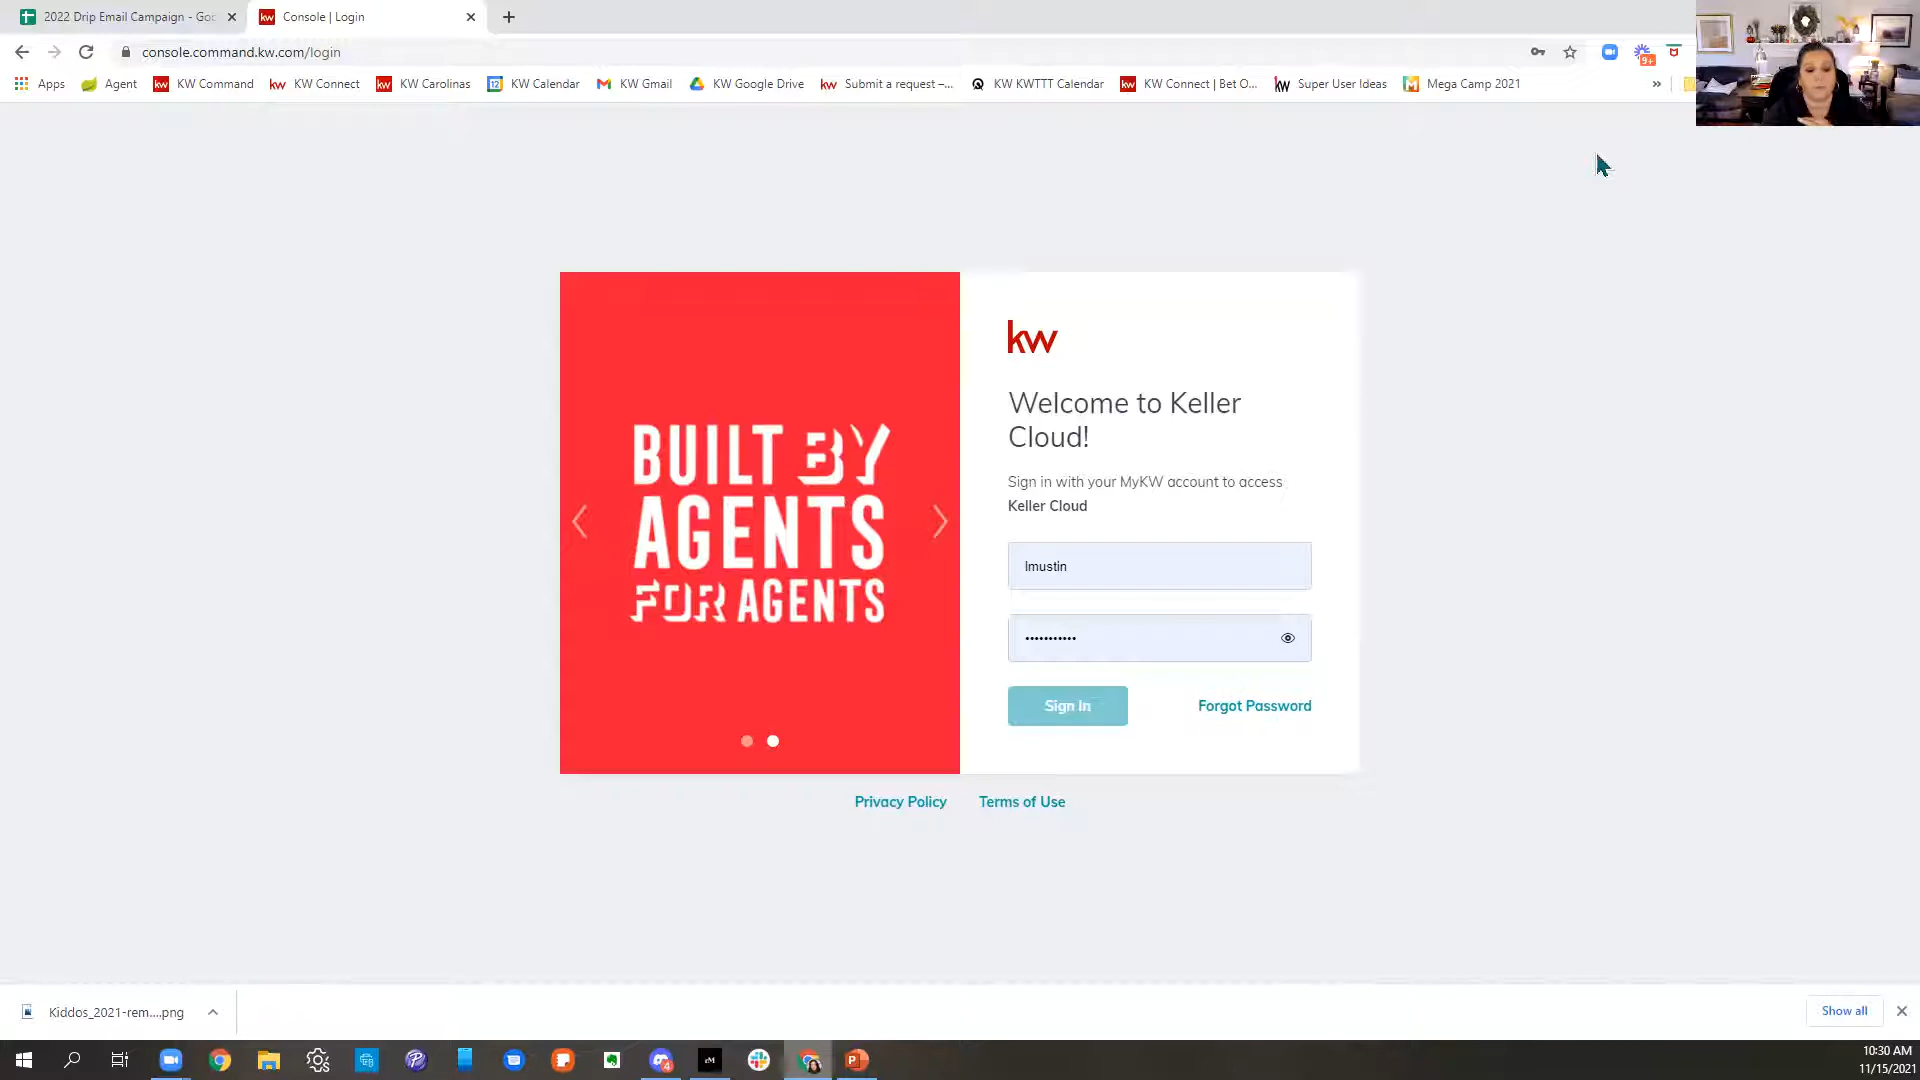 2022 Drip Email Campaign - Goo
Console | Login
console.command.kw.com/login
9+
Apps
Agent
KW Command
KW Connect
KW Carolinas
KW Calendar
KW Gmail
KW Google Drive
Submit a request –...
KW KWTTT Calendar
KW Connect | Bet O...
Super User Ideas
Mega Camp 2021
BUILT BY
AGENTS
FOR AGENTS
kw
Welcome to Keller
Cloud!
Sign in with your MyKW account to access
Keller Cloud
lmustin
Sign In
Forgot Password
Privacy Policy
Terms of Use
Kiddos_2021-rem....png
Show all
10:30 AM
11/15/2021